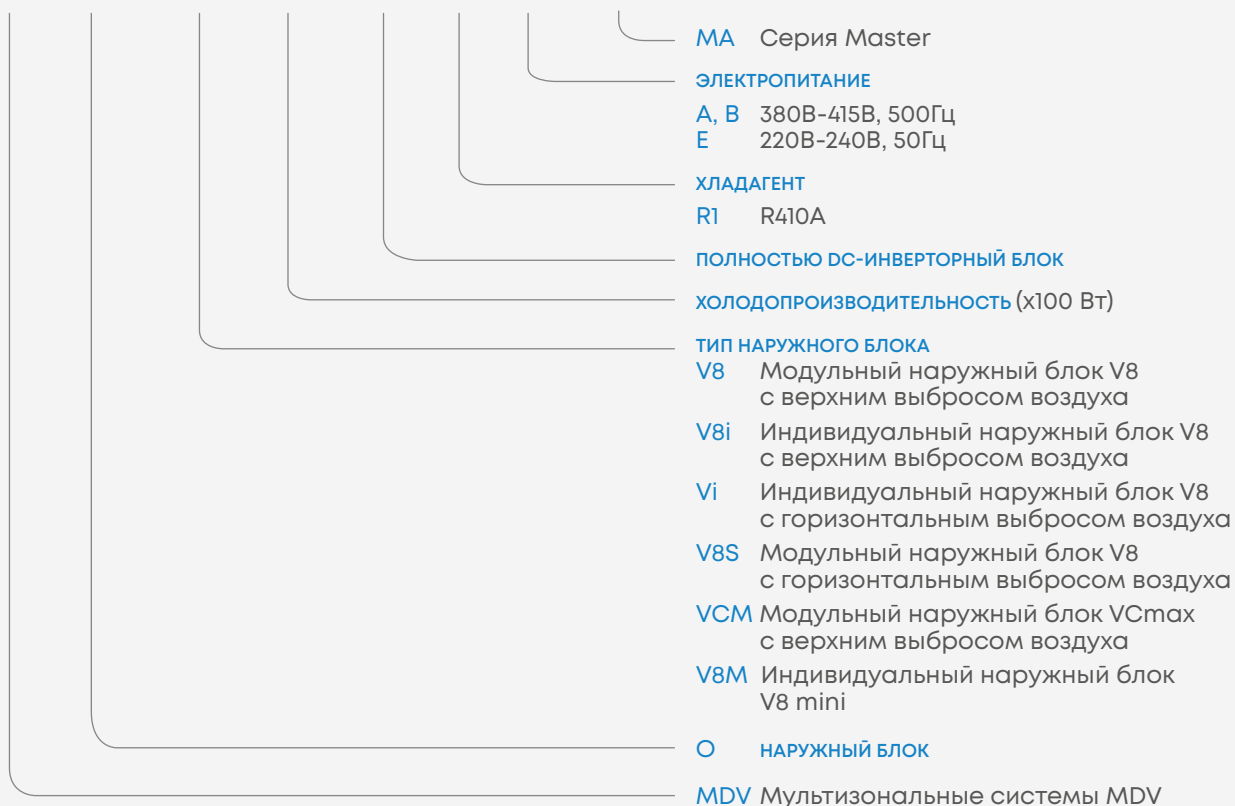 MA Серия Master
ЭЛЕКТРОПИТАНИЕ
A, B 380В-415В, 500Гц
E 220В-240В, 50Гц
ХЛАДАГЕНТ
R1 R410A
ПОЛНОСТЬЮ DC-ИНВЕРТОРНЫЙ БЛОК
ХОЛОДОПРОИЗВОДИТЕЛЬНОСТЬ (x100 Вт)
ТИП НАРУЖНОГО БЛОКА
V8 Модульный наружный блок V8
с верхним выбросом воздуха
V8i Индивидуальный наружный блок V8
с верхним выбросом воздуха
Vi Индивидуальный наружный блок V8
с горизонтальным выбросом воздуха
V8S Модульный наружный блок V8
с горизонтальным выбросом воздуха
VCM Модульный наружный блок VCmax
с верхним выбросом воздуха
V8M Индивидуальный наружный блок
V8 mini
O НАРУЖНЫЙ БЛОК
MDV Мультизональные системы MDV